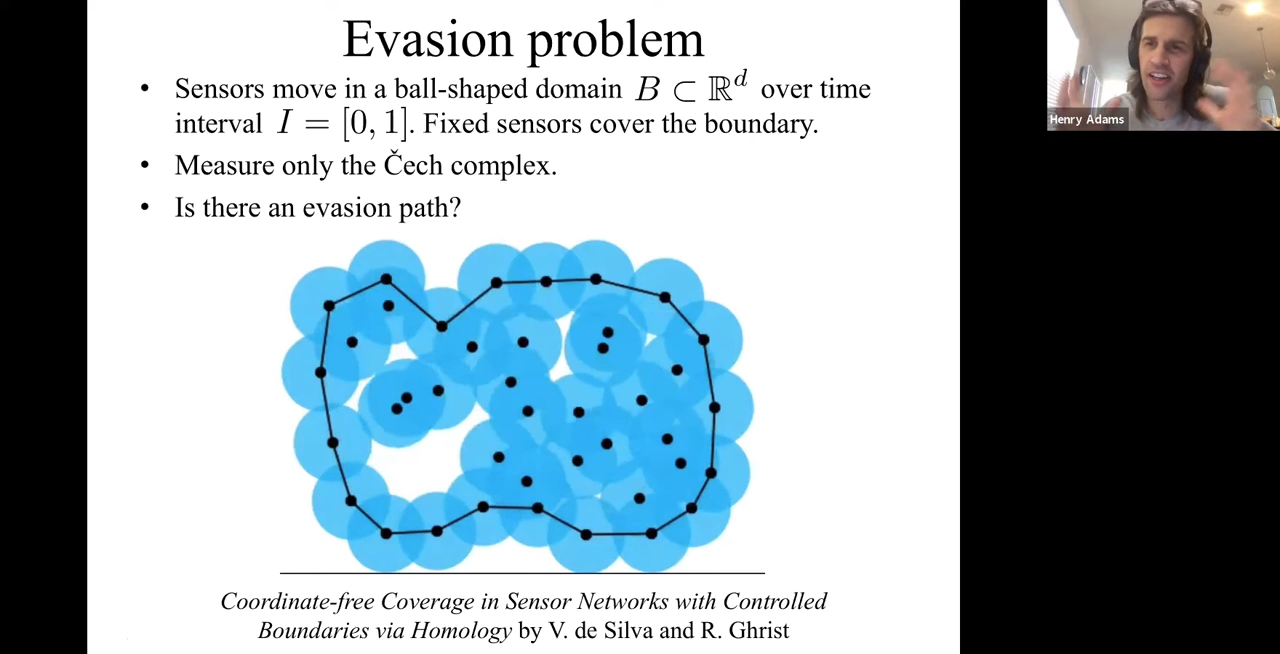 Evasion problem
• Sensors move in a ball-shaped domain B ⊂ ℝ^d over time
interval I = [0, 1]. Fixed sensors cover the boundary.
• Measure only the Čech complex.
• Is there an evasion path?
Coordinate-free Coverage in Sensor Networks with Controlled
Boundaries via Homology by V. de Silva and R. Ghrist
Henry Adams